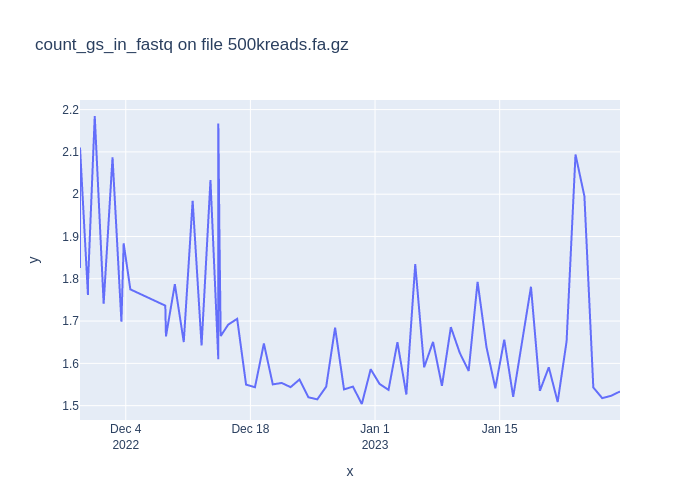 count_gs_in_fastq on file 500kreads.fa.gz
2.2
2.1
2
1.9
1.8
1.7
1.6
1.5
y
Dec 4
2022
Dec 18
Jan 1
2023
Jan 15
x